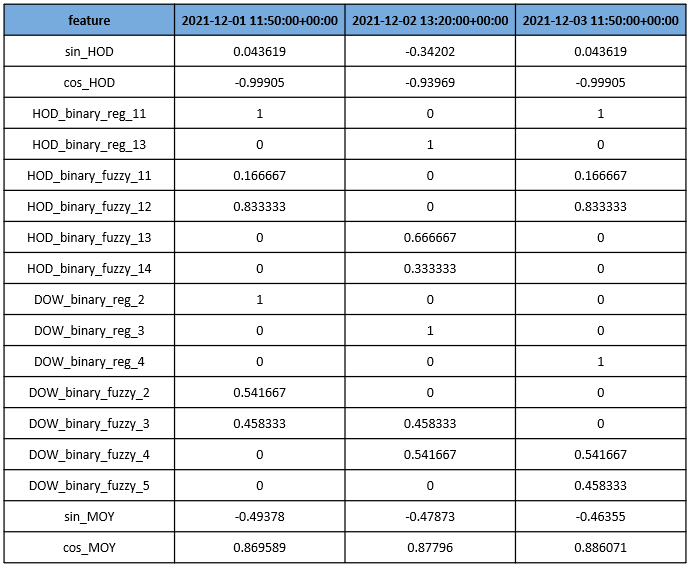 feature 2021-12-01 11:50:00+00:00 2021-12-02 13:20:00+00:00 2021-12-03 11:50:00+00:00
sin_HOD 0.043619 -0.34202 0.043619
cos_HOD -0.99905 -0.93969 -0.99905
HOD_binary_reg_11 1 0 1
HOD_binary_reg_13 0 1 0
HOD_binary_fuzzy_11 0.166667 0 0.166667
HOD_binary_fuzzy_12 0.833333 0 0.833333
HOD_binary_fuzzy_13 0 0.666667 0
HOD_binary_fuzzy_14 0 0.333333 0
DOW_binary_reg_2 1 0 0
DOW_binary_reg_3 0 1 0
DOW_binary_reg_4 0 0 1
DOW_binary_fuzzy_2 0.541667 0 0
DOW_binary_fuzzy_3 0.458333 0.458333 0
DOW_binary_fuzzy_4 0 0.541667 0.541667
DOW_binary_fuzzy_5 0 0 0.458333
sin_MOY -0.49378 -0.47873 -0.46355
cos_MOY 0.869589 0.87796 0.886071